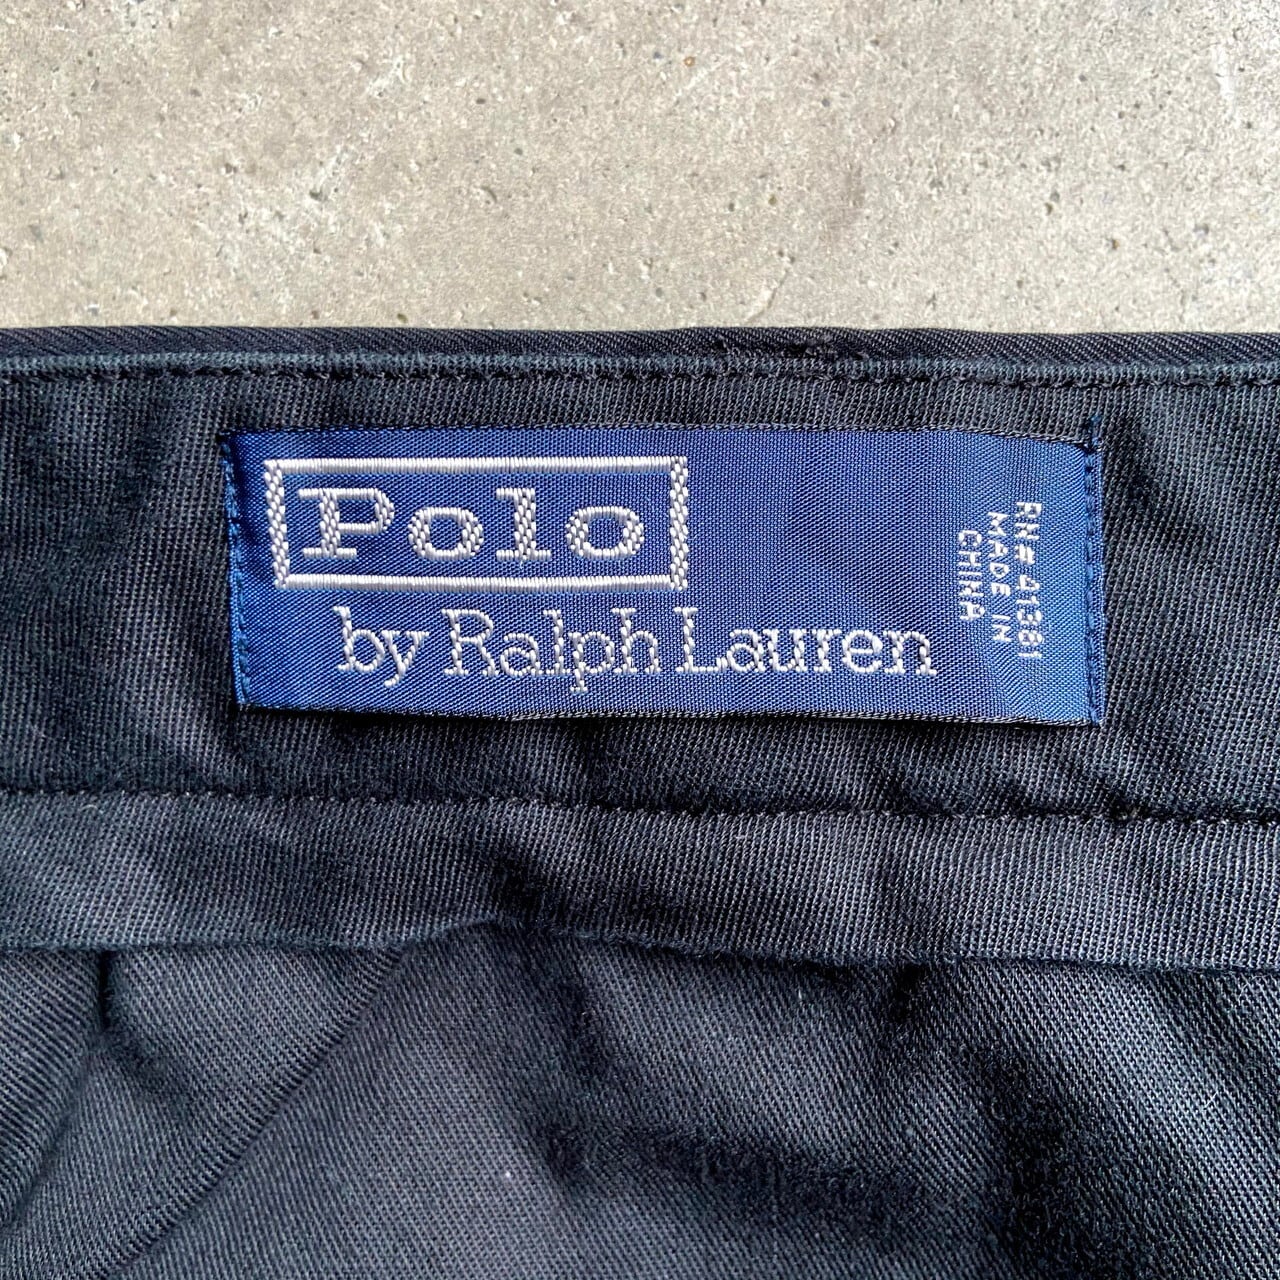 Polo
by Ralph Lauren
RN# 41381
MADE IN
CHINA